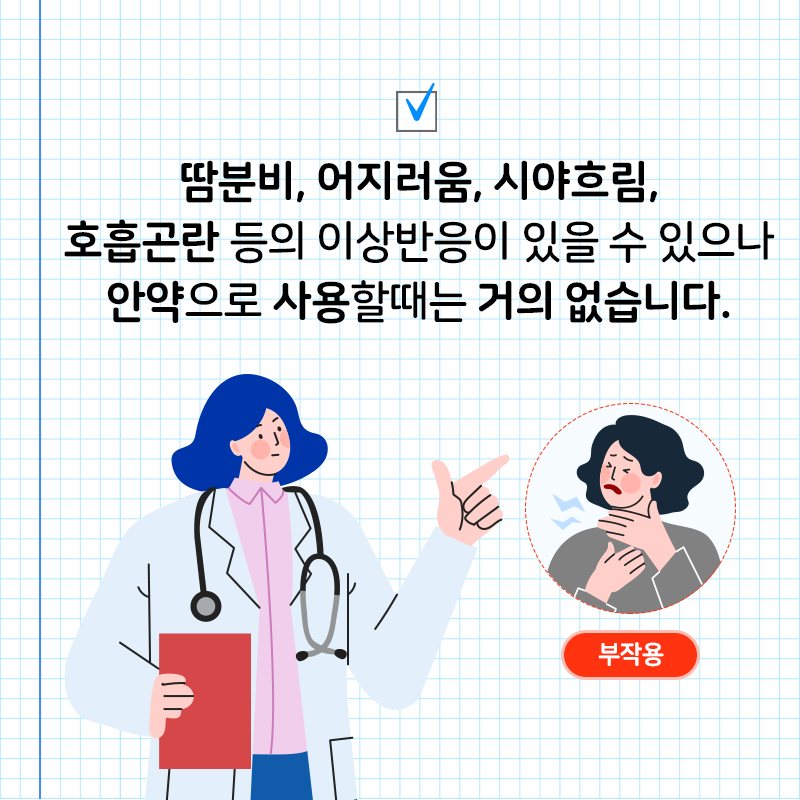 땀분비, 어지러움, 시야흐림,
호흡곤란 등의 이상반응이 있을 수 있으나
안약으로 사용할때는 거의 없습니다.
부작용